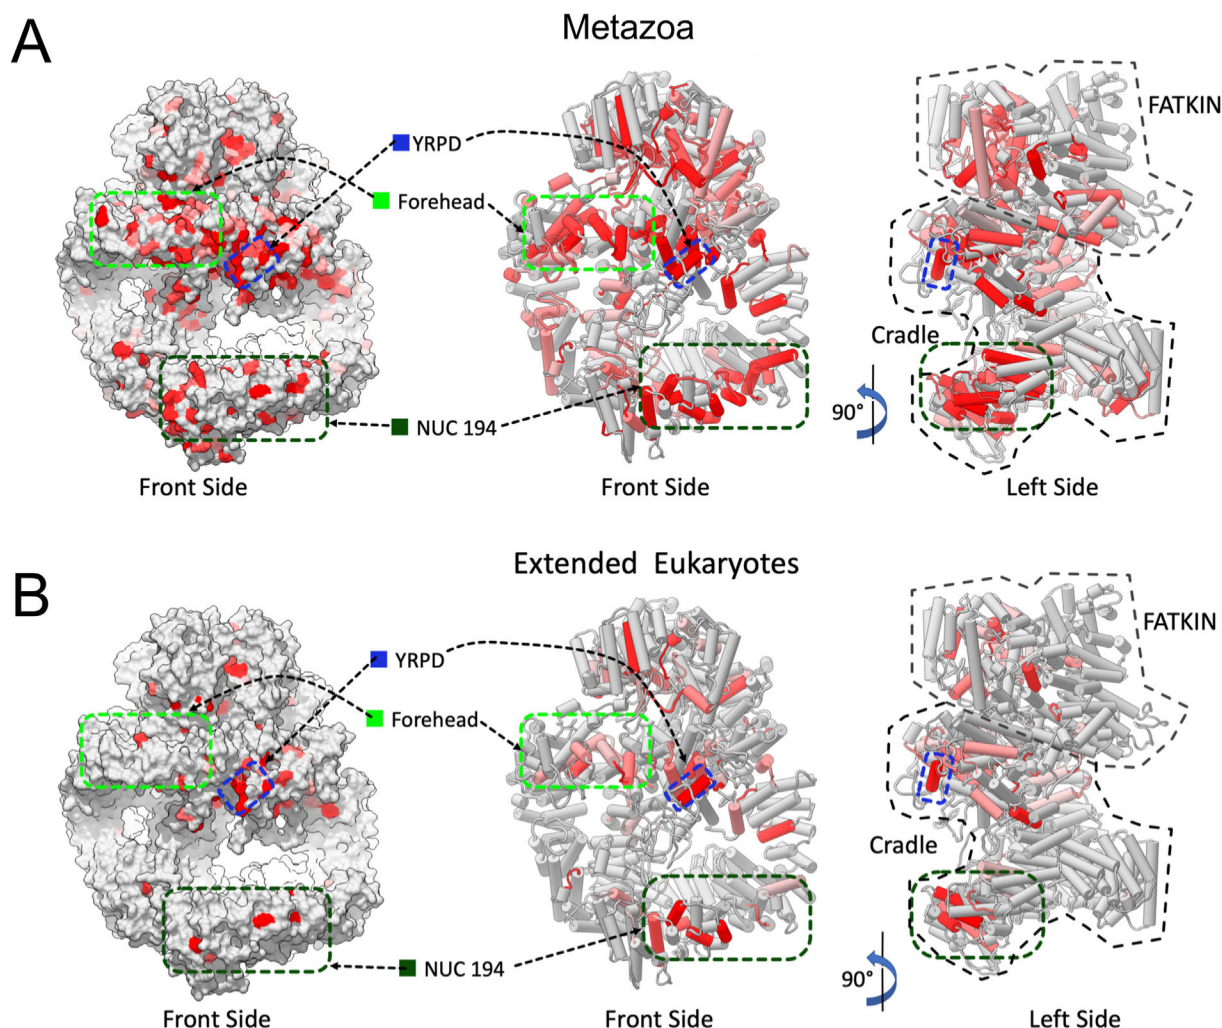 A
Metazoa
YRPD
Forehead
NUC 194
FATKIN
Cradle
90°
Front Side
Front Side
Left Side
B
Extended Eukaryotes
YRPD
Forehead
NUC 194
FATKIN
Cradle
90°
Front Side
Front Side
Left Side